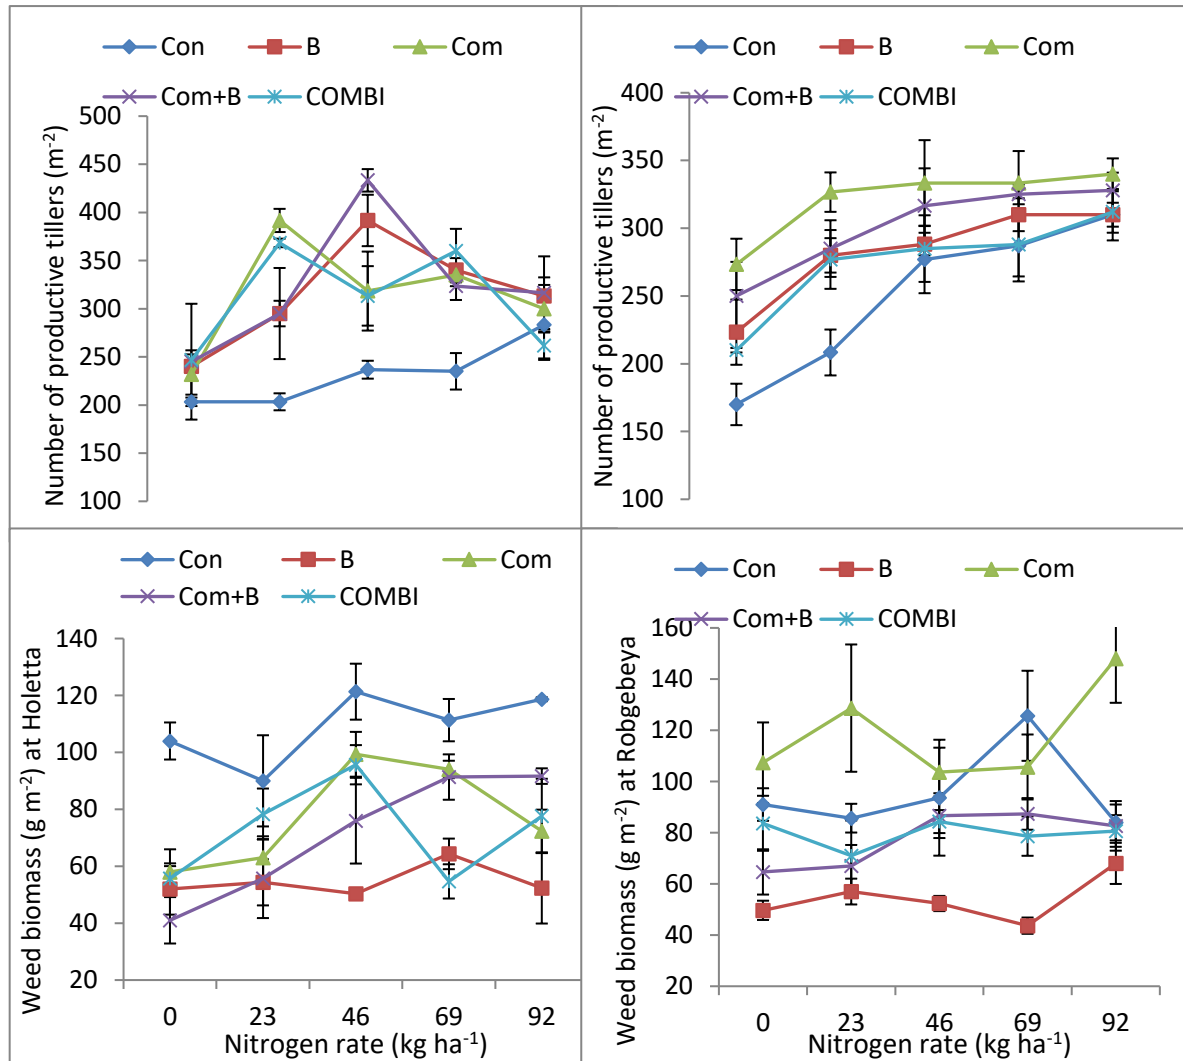 Con B Com
Com+B COMBI
Number of productive tillers (m⁻²)
500
450
400
350
300
250
200
150
100
Con B Com
Com+B COMBI
Number of productive tillers (m⁻²)
400
350
300
250
200
150
100
Con B Com
Com+B COMBI
Weed biomass (g m⁻²) at Holetta
140
120
100
80
60
40
20
0 23 46 69 92
Nitrogen rate (kg ha⁻¹)
Con B Com
Com+B COMBI
Weed biomass (g m⁻²) at Robgebeya
160
140
120
100
80
60
40
20
0 23 46 69 92
Nitrogen rate (kg ha⁻¹)